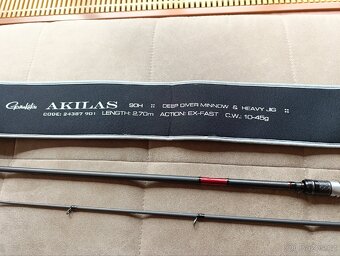 Gamakatsu AKILAS 90H :: DEEP DIVER MINNOW & HEAVY JIG ::
CODE: 24387 901 LENGTH: 2,70m ACTION: EX-FAST C.W.: 10-45g